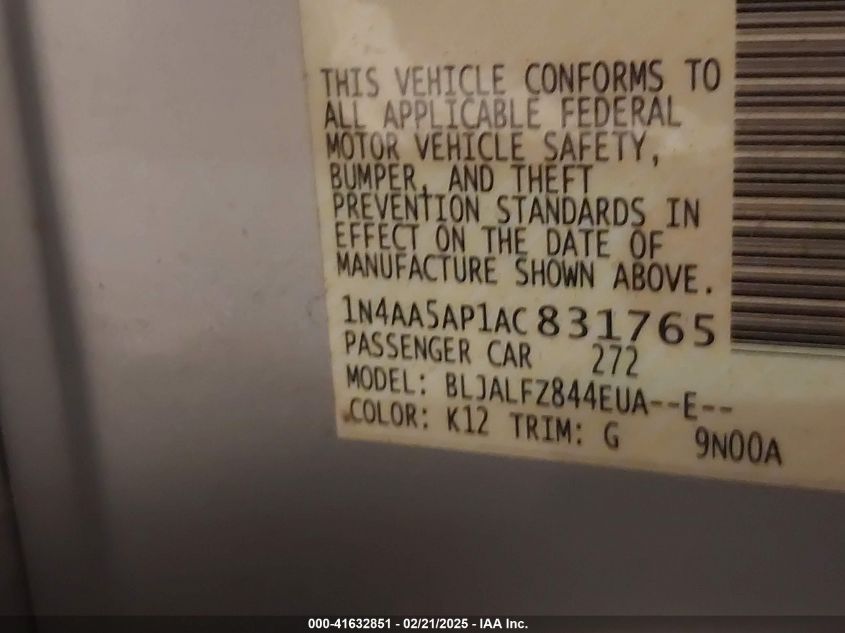 THIS VEHICLE CONFORMS TO
ALL APPLICABLE FEDERAL
MOTOR VEHICLE SAFETY,
BUMPER, AND THEFT
PREVENTION STANDARDS IN
EFFECT ON THE DATE OF
MANUFACTURE SHOWN ABOVE.
1N4AA5AP1AC831765
PASSENGER CAR 272
MODEL: BLJALFZ844EUA--E--
COLOR: K12 TRIM: G 9N00A
000-41632851 - 02/21/2025 - IAA Inc.